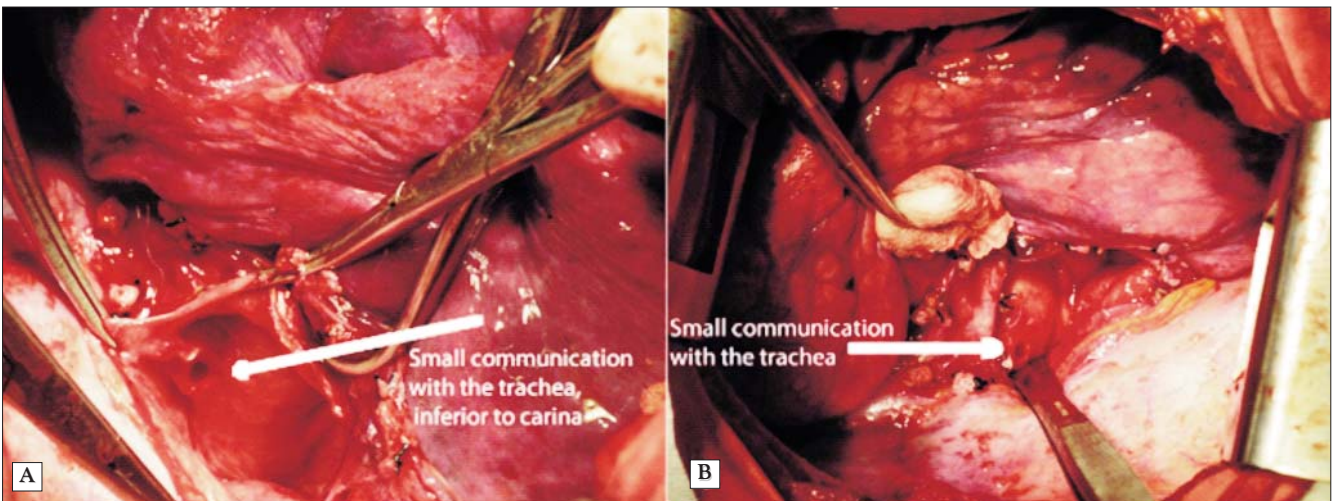 Small communication
with the trachea,
inferior to carina
A
Small communication
with the trachea
B